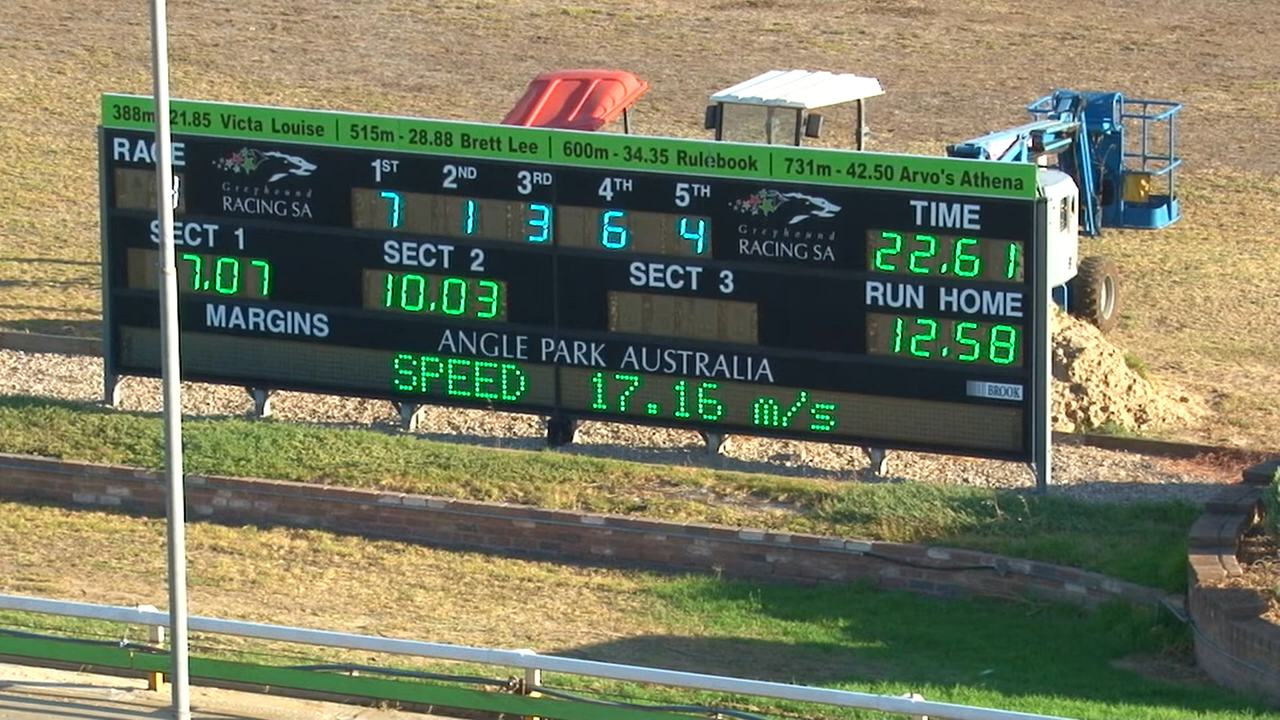 388m 21.85 Victa Louise | 515m - 28.88 Brett Lee | 600m - 34.35 Rulebook | 731m - 42.50 Arvo's Athena
RACE
Greyhound
RACING SA
1ST 2ND 3RD 4TH 5TH
7 1 3 6 4
Greyhound
RACING SA
TIME
22.61
SECT 1
7.07
SECT 2
10.03
SECT 3
RUN HOME
12.58
MARGINS
ANGLE PARK AUSTRALIA
BROOK
SPEED 17.16 m/s